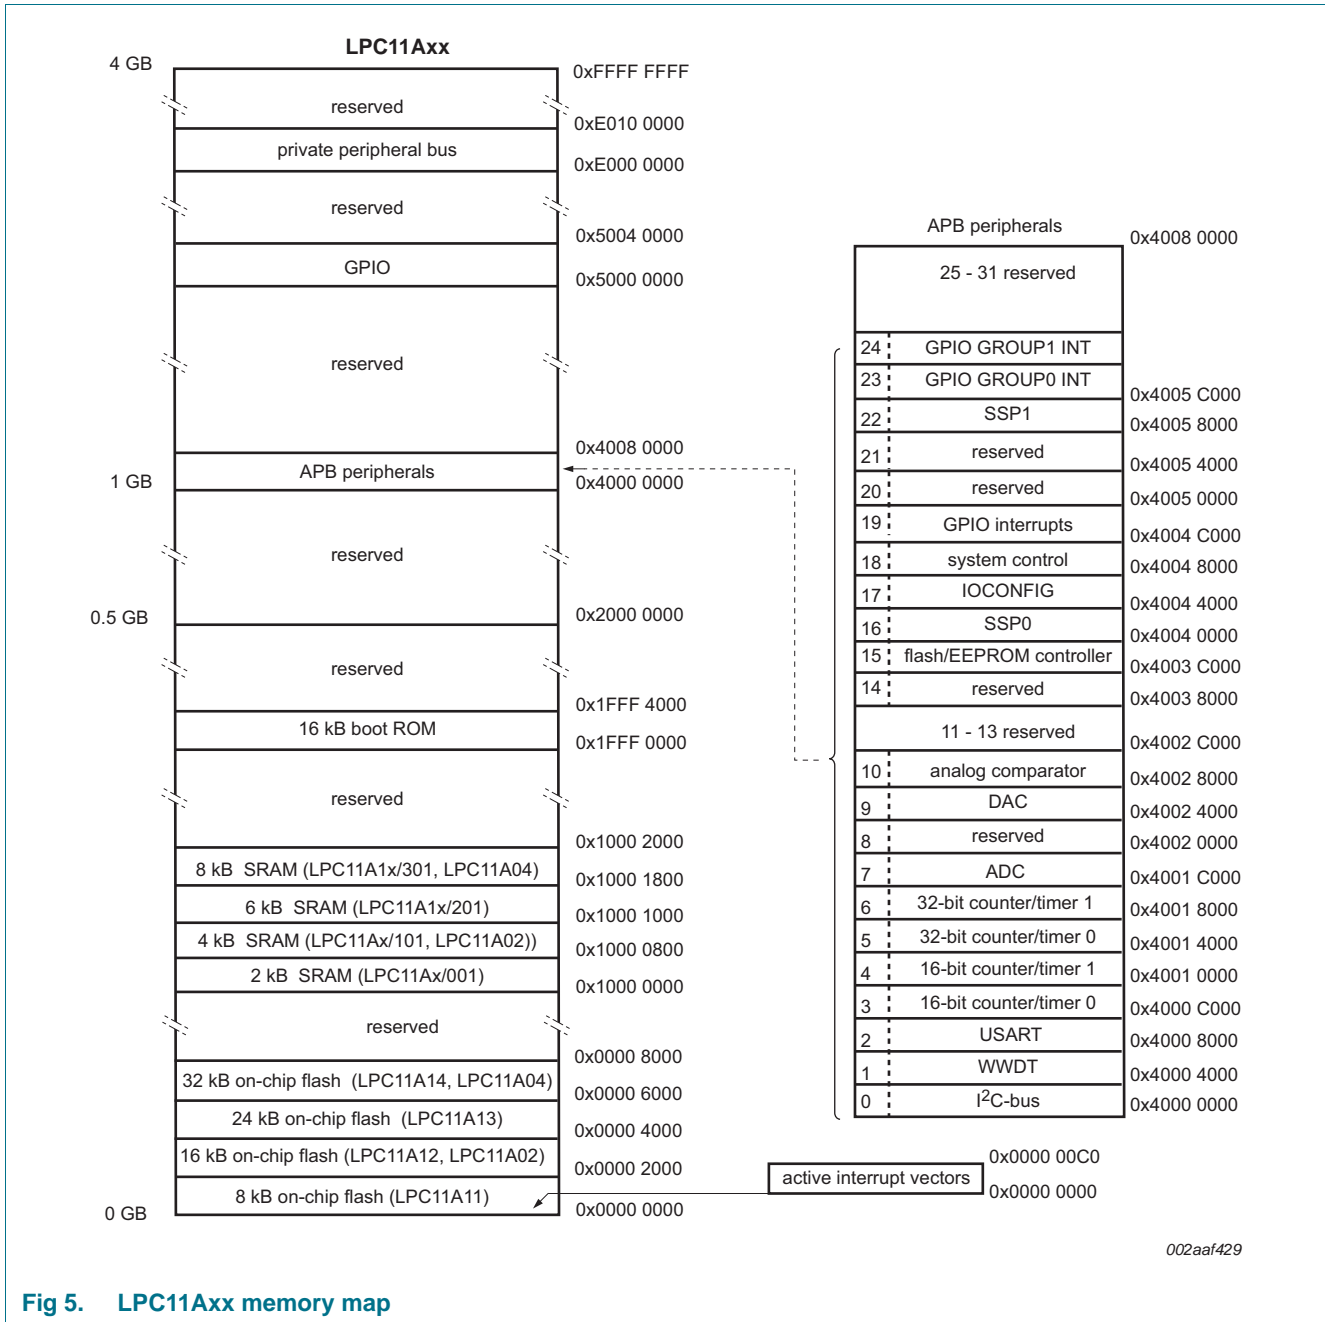 LPC11Axx
4 GB
0xFFFF FFFF
reserved
0xE010 0000
private peripheral bus
0xE000 0000
reserved
0x5004 0000
GPIO
0x5000 0000
reserved
0x4008 0000
APB peripherals
1 GB
0x4000 0000
reserved
0x2000 0000
0.5 GB
reserved
0x1FFF 4000
16 kB boot ROM
0x1FFF 0000
reserved
0x1000 2000
8 kB SRAM (LPC11A1x/301, LPC11A04)
0x1000 1800
6 kB SRAM (LPC11A1x/201)
0x1000 1000
4 kB SRAM (LPC11Ax/101, LPC11A02))
0x1000 0800
2 kB SRAM (LPC11Ax/001)
0x1000 0000
reserved
0x0000 8000
32 kB on-chip flash (LPC11A14, LPC11A04)
0x0000 6000
24 kB on-chip flash (LPC11A13)
0x0000 4000
16 kB on-chip flash (LPC11A12, LPC11A02)
0x0000 2000
8 kB on-chip flash (LPC11A11)
0 GB
0x0000 0000
APB peripherals
0x4008 0000
25 - 31 reserved
24 GPIO GROUP1 INT
23 GPIO GROUP0 INT
0x4005 C000
22 SSP1
0x4005 8000
21 reserved
0x4005 4000
20 reserved
0x4005 0000
19 GPIO interrupts
0x4004 C000
18 system control
0x4004 8000
17 IOCONFIG
0x4004 4000
16 SSP0
0x4004 0000
15 flash/EEPROM controller
0x4003 C000
14 reserved
0x4003 8000
11 - 13 reserved
0x4002 C000
10 analog comparator
0x4002 8000
9 DAC
0x4002 4000
8 reserved
0x4002 0000
7 ADC
0x4001 C000
6 32-bit counter/timer 1
0x4001 8000
5 32-bit counter/timer 0
0x4001 4000
4 16-bit counter/timer 1
0x4001 0000
3 16-bit counter/timer 0
0x4000 C000
2 USART
0x4000 8000
1 WWDT
0x4000 4000
0 I2C-bus
0x4000 0000
0x0000 00C0
active interrupt vectors
0x0000 0000
002aaf429
Fig 5. LPC11Axx memory map